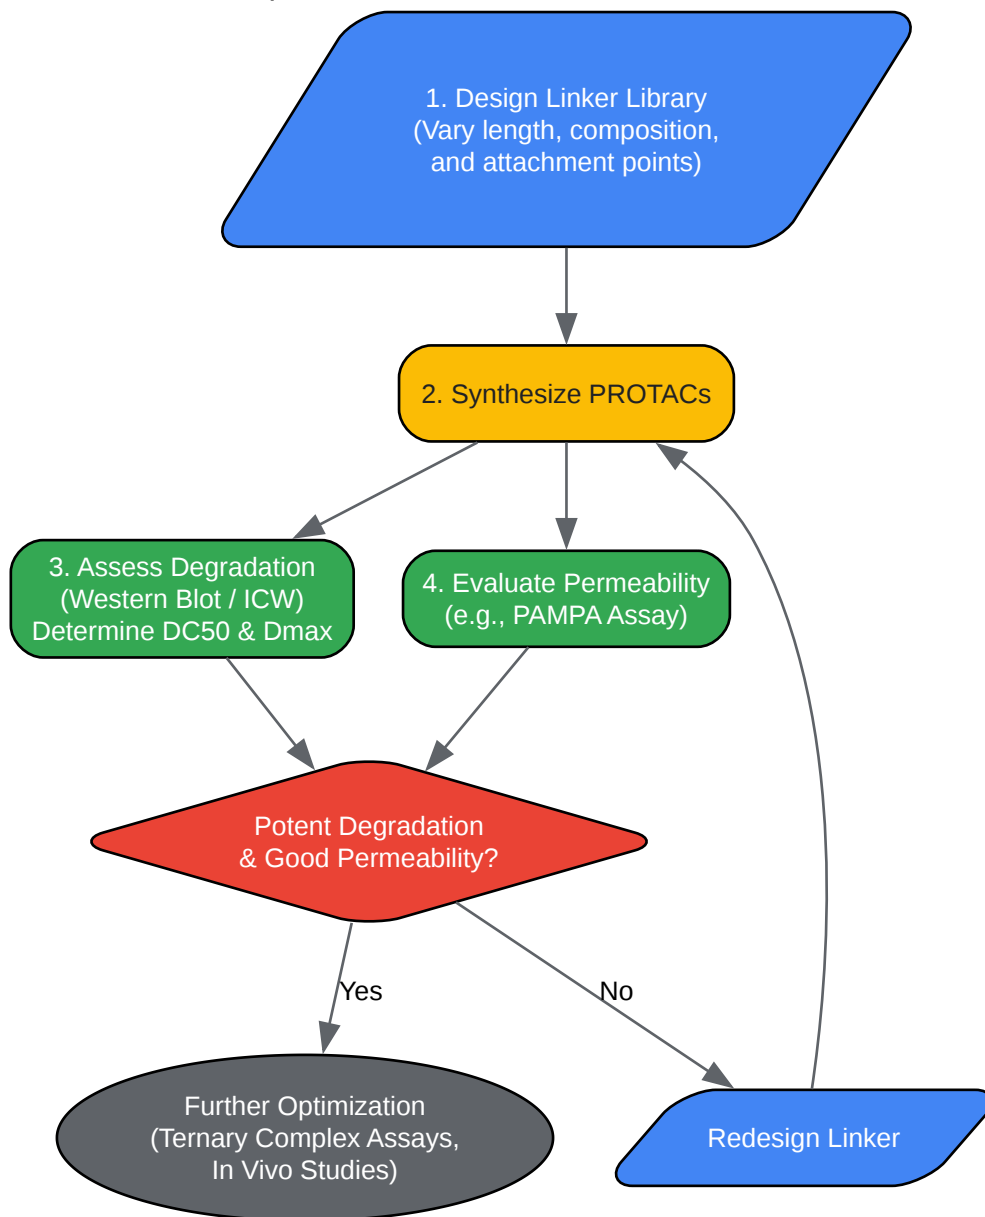 1. Design Linker Library
(Vary length, composition,
and attachment points)
2. Synthesize PROTACs
3. Assess Degradation
(Western Blot / ICW)
Determine DC50 & Dmax
4. Evaluate Permeability
(e.g., PAMPA Assay)
Potent Degradation
& Good Permeability?
Yes
No
Further Optimization
(Ternary Complex Assays,
In Vivo Studies)
Redesign Linker